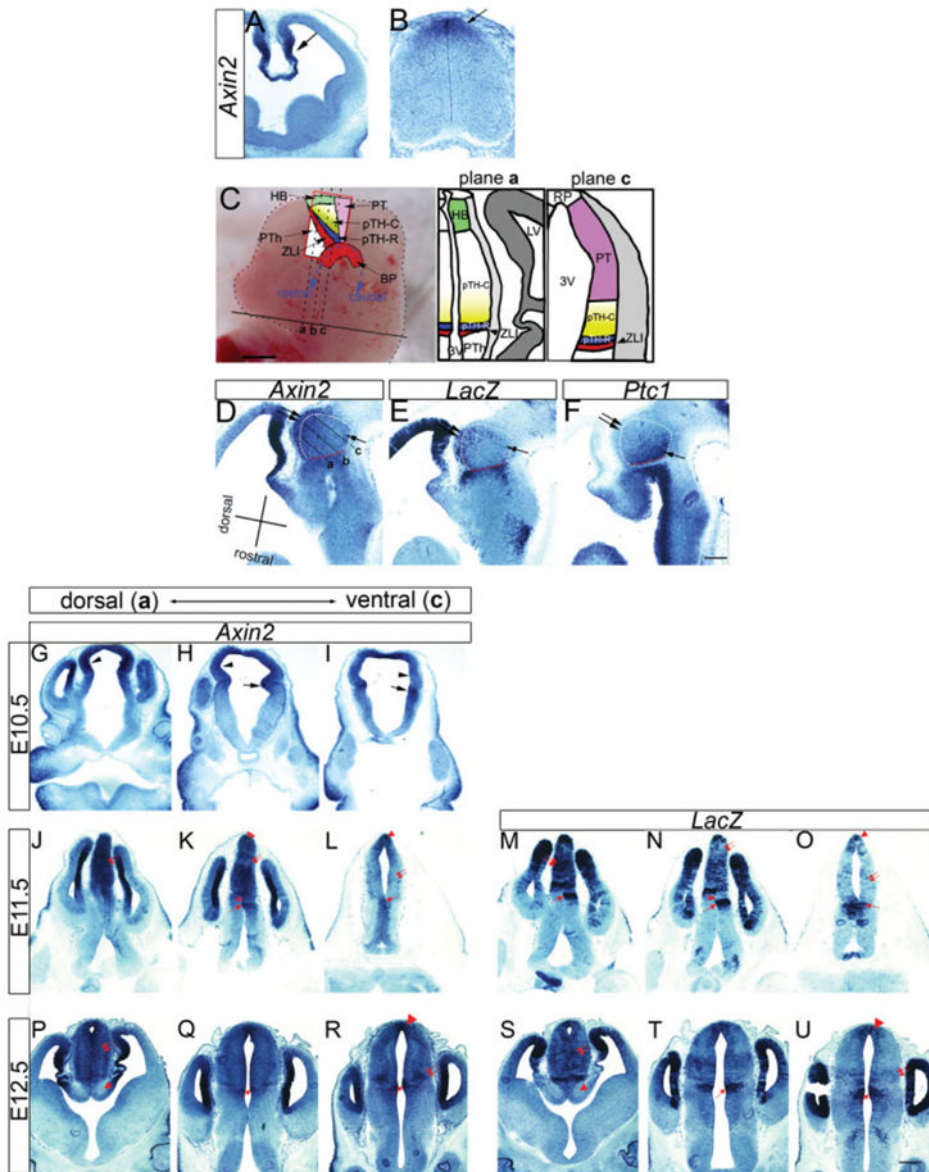 A
B
Axin2
C
HB
PT
pTH-C
pTH-R
PTh
ZLI
BP
rostral
caudal
a b c
plane a
plane c
HB
LV
pTH-C
pTH-R
ZLI
3V
PTh
RP
PT
3V
pTH-C
pTH-R
ZLI
Axin2
LacZ
Ptc1
D
E
F
a b c
dorsal
rostral
dorsal (a)
ventral (c)
Axin2
E10.5
G
H
I
LacZ
E11.5
J
K
L
M
N
O
E12.5
P
Q
R
S
T
U